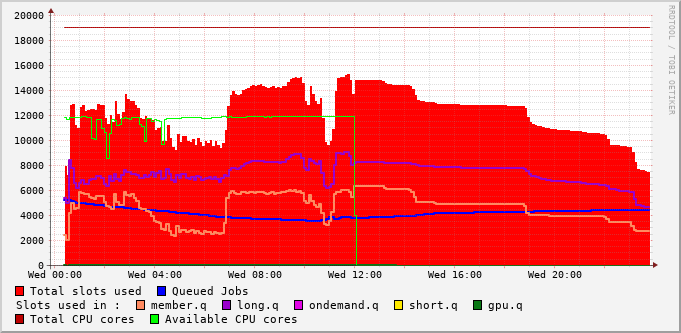 RRDTOOL / TOBI OETIKER
20000
18000
16000
14000
12000
10000
8000
6000
4000
2000
0
Wed 00:00 Wed 04:00 Wed 08:00 Wed 12:00 Wed 16:00 Wed 20:00
Total slots used Queued Jobs
Slots used in : member.q long.q ondemand.q short.q gpu.q
Total CPU cores Available CPU cores